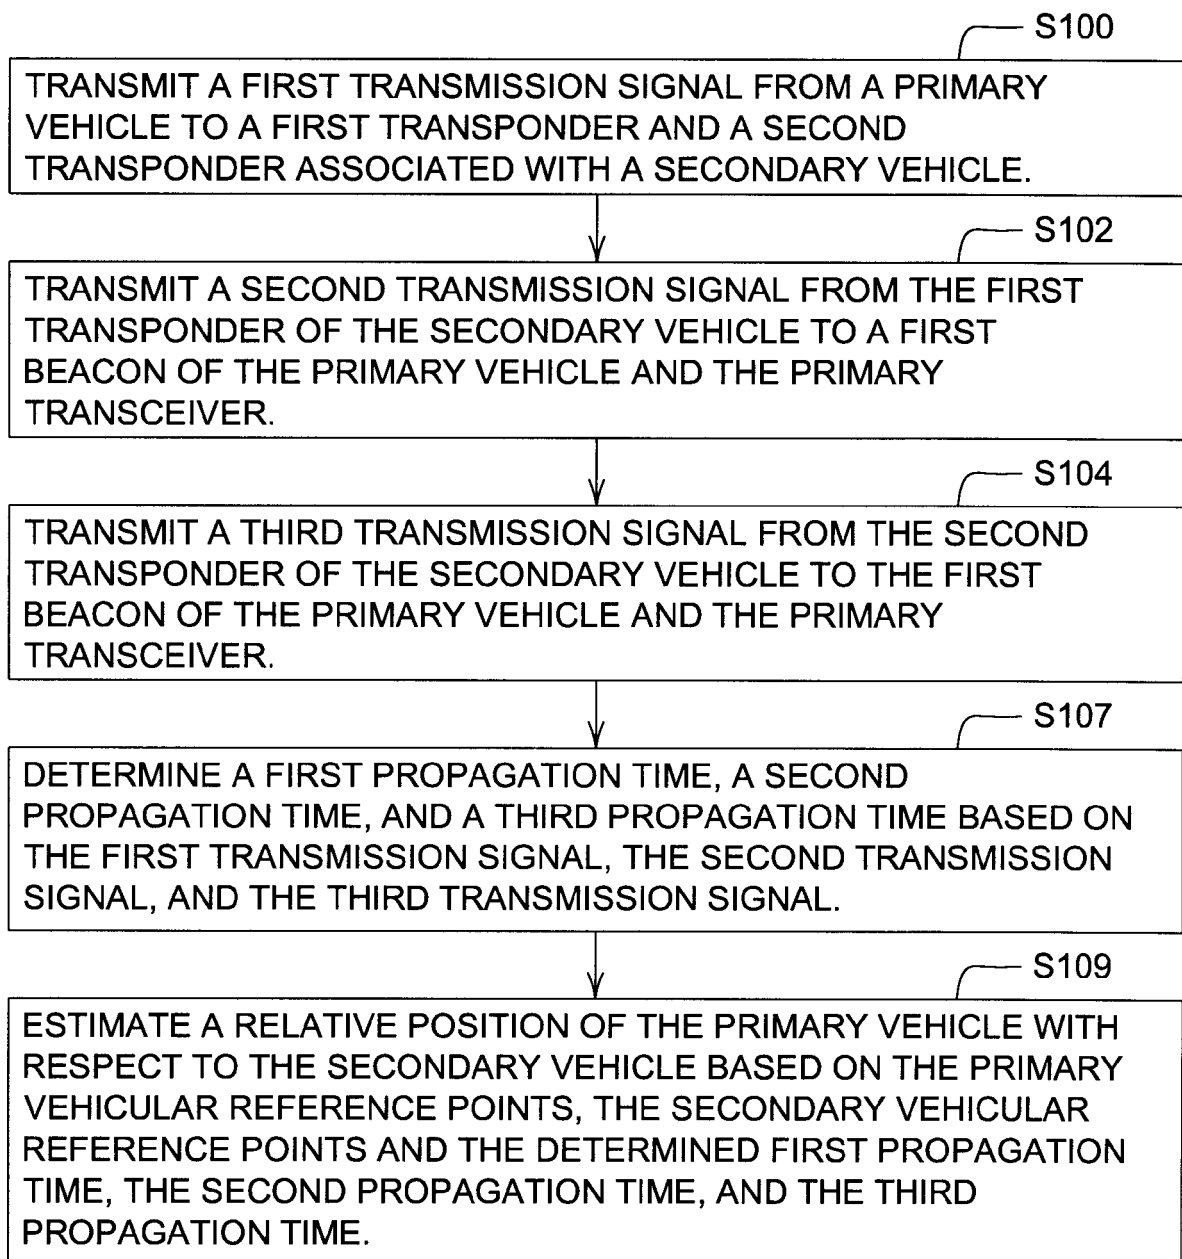 S100
TRANSMIT A FIRST TRANSMISSION SIGNAL FROM A PRIMARY
VEHICLE TO A FIRST TRANSPONDER AND A SECOND
TRANSPONDER ASSOCIATED WITH A SECONDARY VEHICLE.
S102
TRANSMIT A SECOND TRANSMISSION SIGNAL FROM THE FIRST
TRANSPONDER OF THE SECONDARY VEHICLE TO A FIRST
BEACON OF THE PRIMARY VEHICLE AND THE PRIMARY
TRANSCEIVER.
S104
TRANSMIT A THIRD TRANSMISSION SIGNAL FROM THE SECOND
TRANSPONDER OF THE SECONDARY VEHICLE TO THE FIRST
BEACON OF THE PRIMARY VEHICLE AND THE PRIMARY
TRANSCEIVER.
S107
DETERMINE A FIRST PROPAGATION TIME, A SECOND
PROPAGATION TIME, AND A THIRD PROPAGATION TIME BASED ON
THE FIRST TRANSMISSION SIGNAL, THE SECOND TRANSMISSION
SIGNAL, AND THE THIRD TRANSMISSION SIGNAL.
S109
ESTIMATE A RELATIVE POSITION OF THE PRIMARY VEHICLE WITH
RESPECT TO THE SECONDARY VEHICLE BASED ON THE PRIMARY
VEHICULAR REFERENCE POINTS, THE SECONDARY VEHICULAR
REFERENCE POINTS AND THE DETERMINED FIRST PROPAGATION
TIME, THE SECOND PROPAGATION TIME, AND THE THIRD
PROPAGATION TIME.